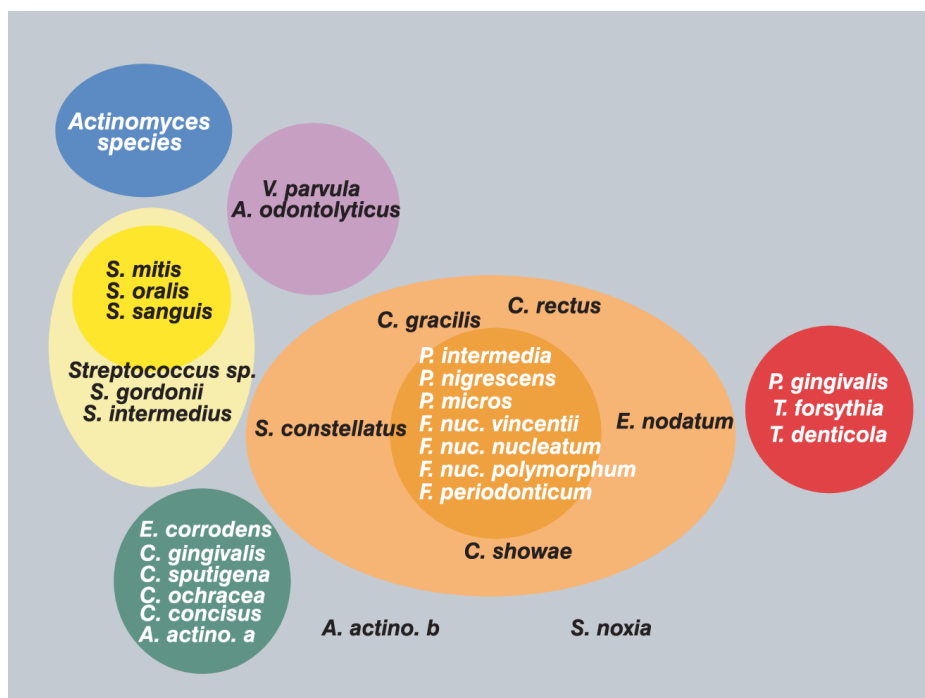 Actinomyces
species
V. parvula
A. odontolyticus
S. mitis
S. oralis
S. sanguis
Streptococcus sp.
S. gordonii
S. intermedius
E. corrodens
C. gingivalis
C. sputigena
C. ochracea
C. concisus
A. actino. a
C. gracilis
C. rectus
P. intermedia
P. nigrescens
P. micros
F. nuc. vincentii
F. nuc. nucleatum
F. nuc. polymorphum
F. periodonticum
S. constellatus
E. nodatum
C. showae
P. gingivalis
T. forsythia
T. denticola
A. actino. b
S. noxia